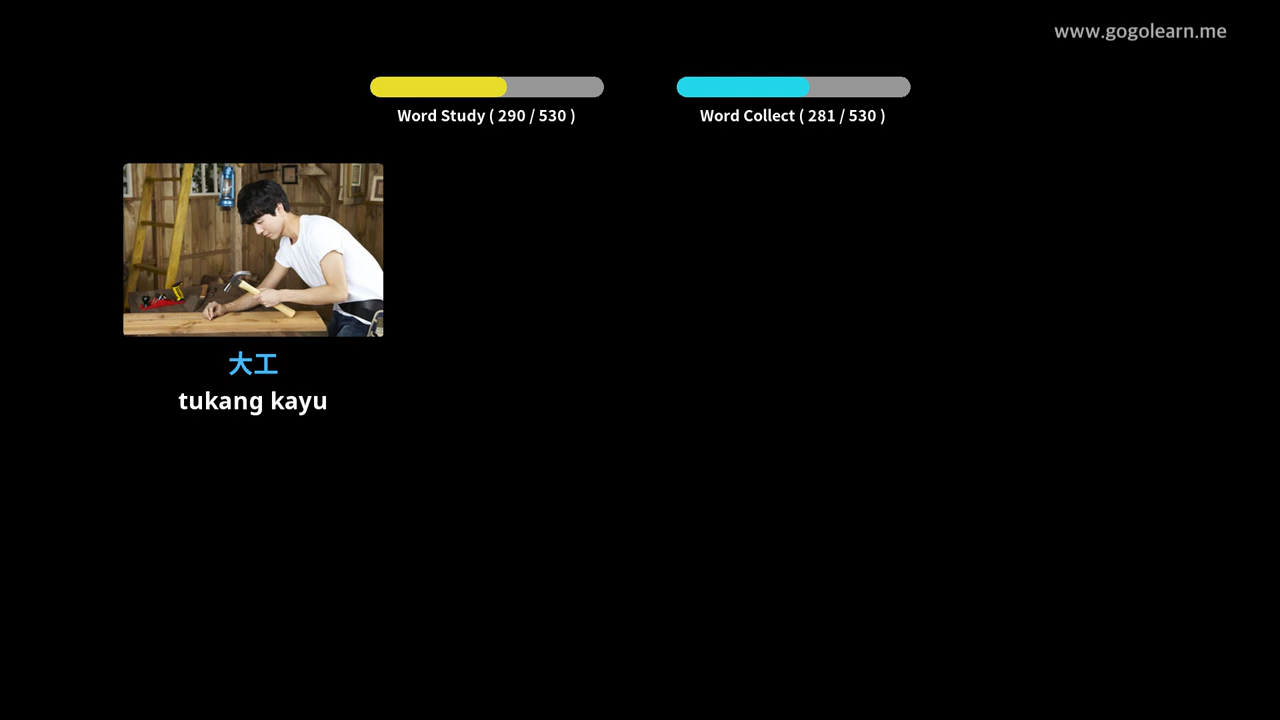 www.gogolearn.me
Word Study ( 290 / 530 )
Word Collect ( 281 / 530 )
大工
tukang kayu